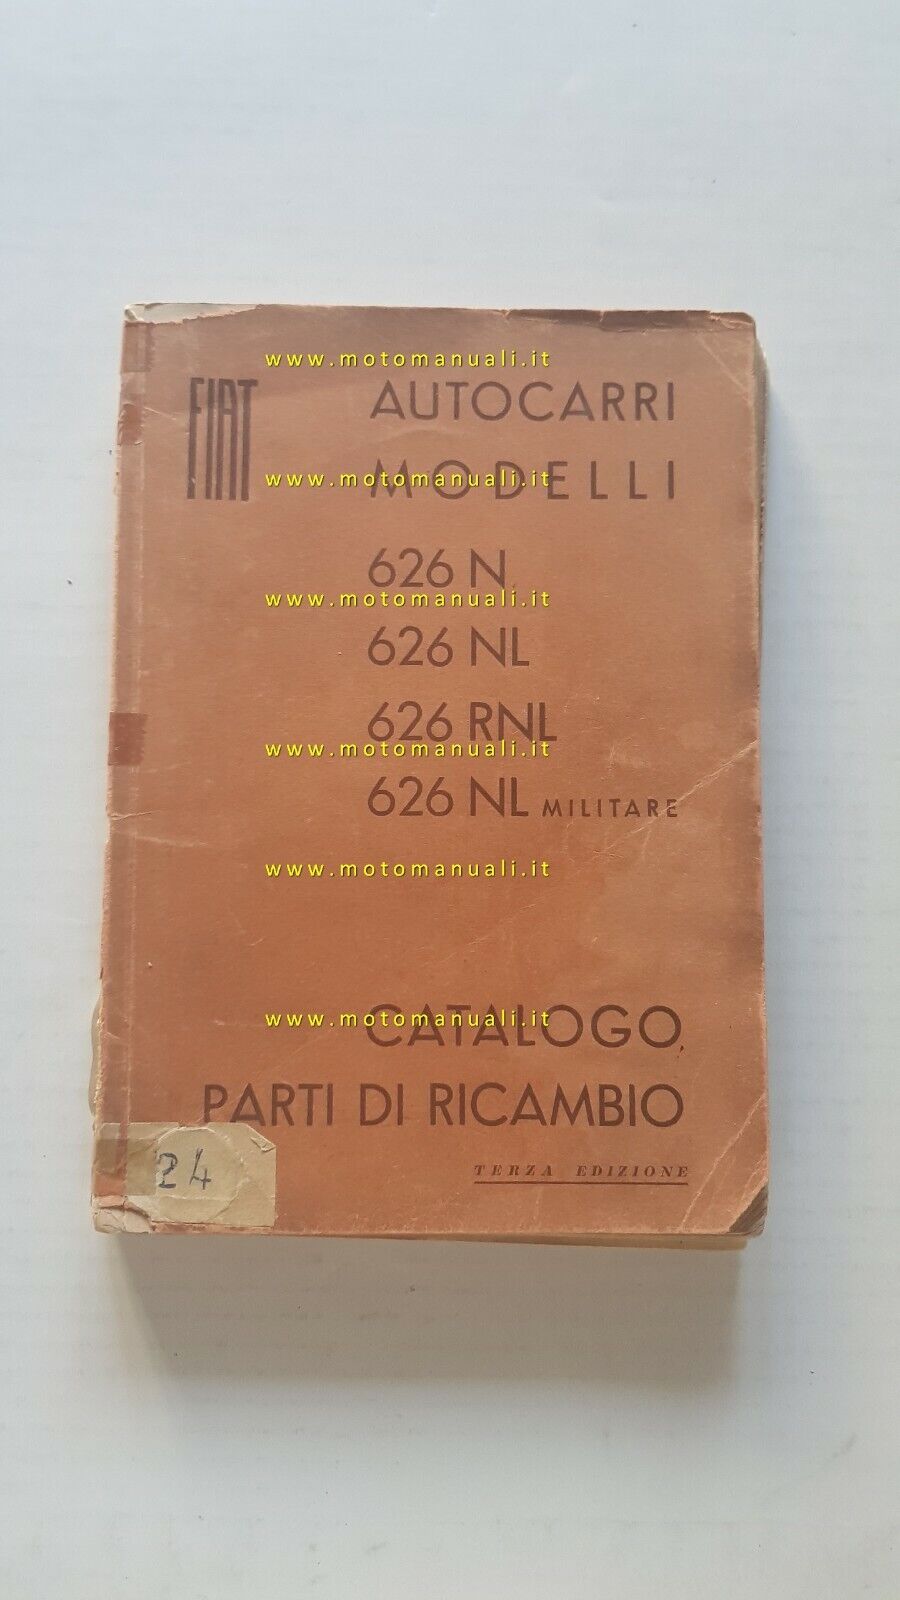 www.motomanuali.it
FIAT
AUTOCARRI
MODELLI
www.motomanuali.it
626 N
www.motomanuali.it
626 NL
626 RNL
www.motomanuali.it
626 NL MILITARE
www.motomanuali.it
www.motomanuali.it
CATALOGO
PARTI DI RICAMBIO
TERZA EDIZIONE
24